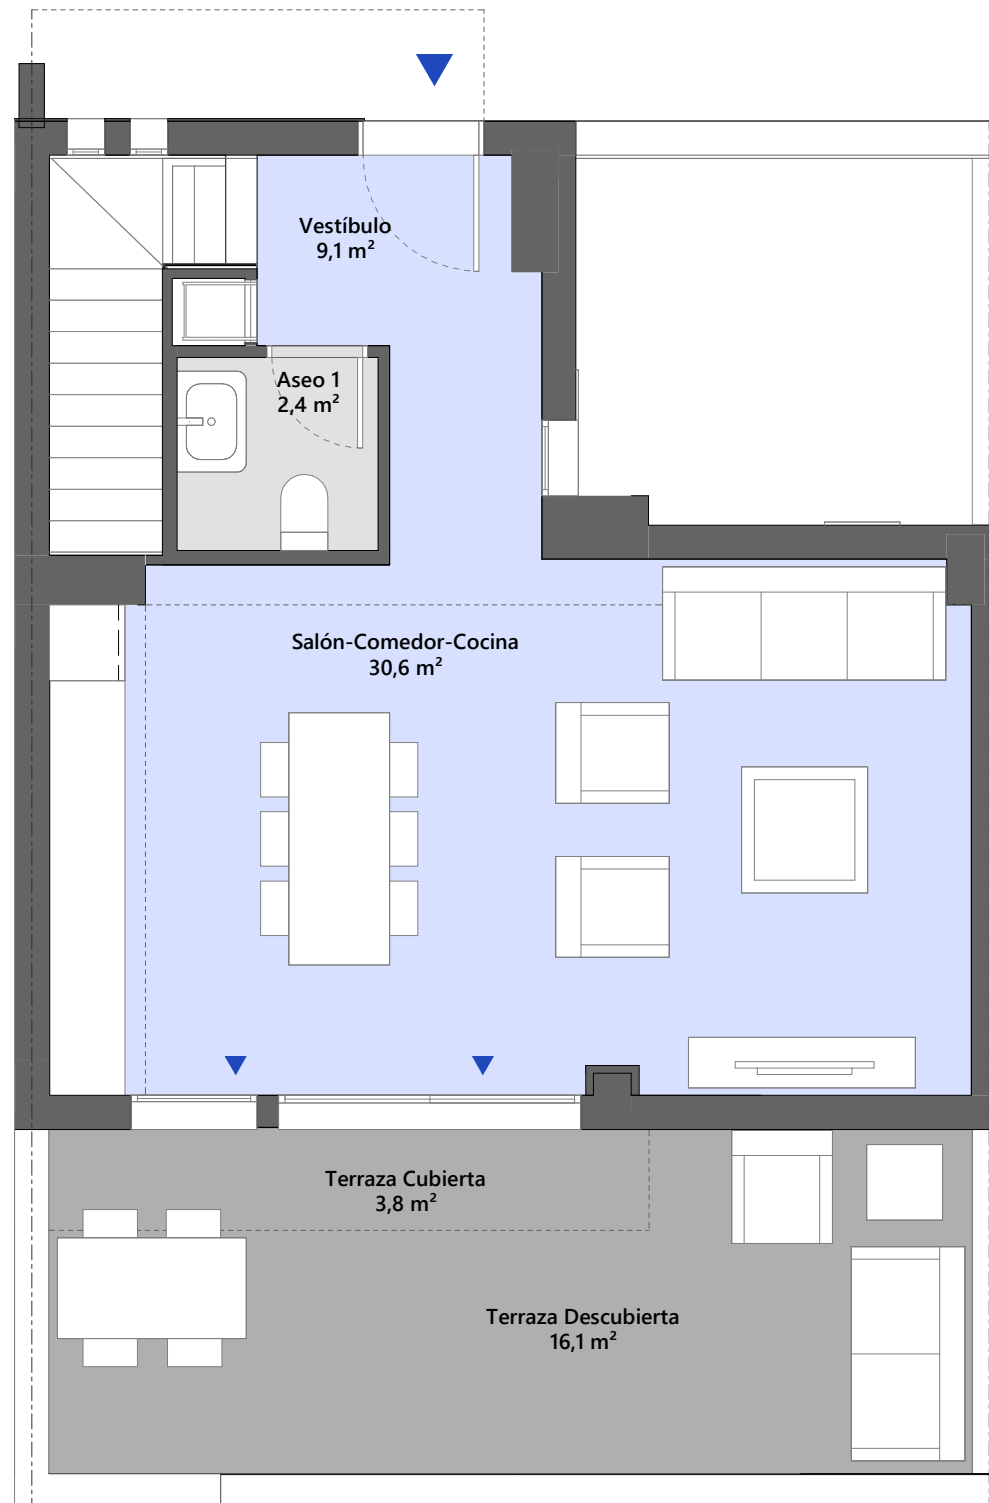 Vestíbulo
9,1 m²
Aseo 1
2,4 m²
Salón-Comedor-Cocina
30,6 m²
Terraza Cubierta
3,8 m²
Terraza Descubierta
16,1 m²